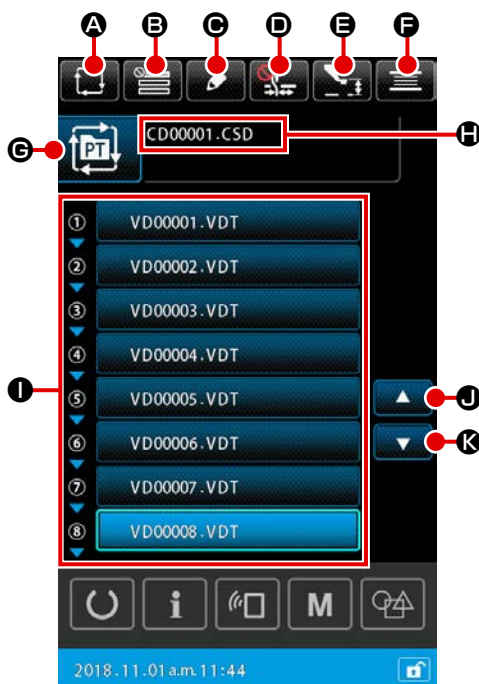 A B C D E F
G PT CD00001.CSD H
① VD00001.VDT
② VD00002.VDT
③ VD00003.VDT
④ VD00004.VDT
I ⑤ VD00005.VDT J
⑥ VD00006.VDT K
⑦ VD00007.VDT
⑧ VD00008.VDT
i M
2018.11.01a.m.11:44